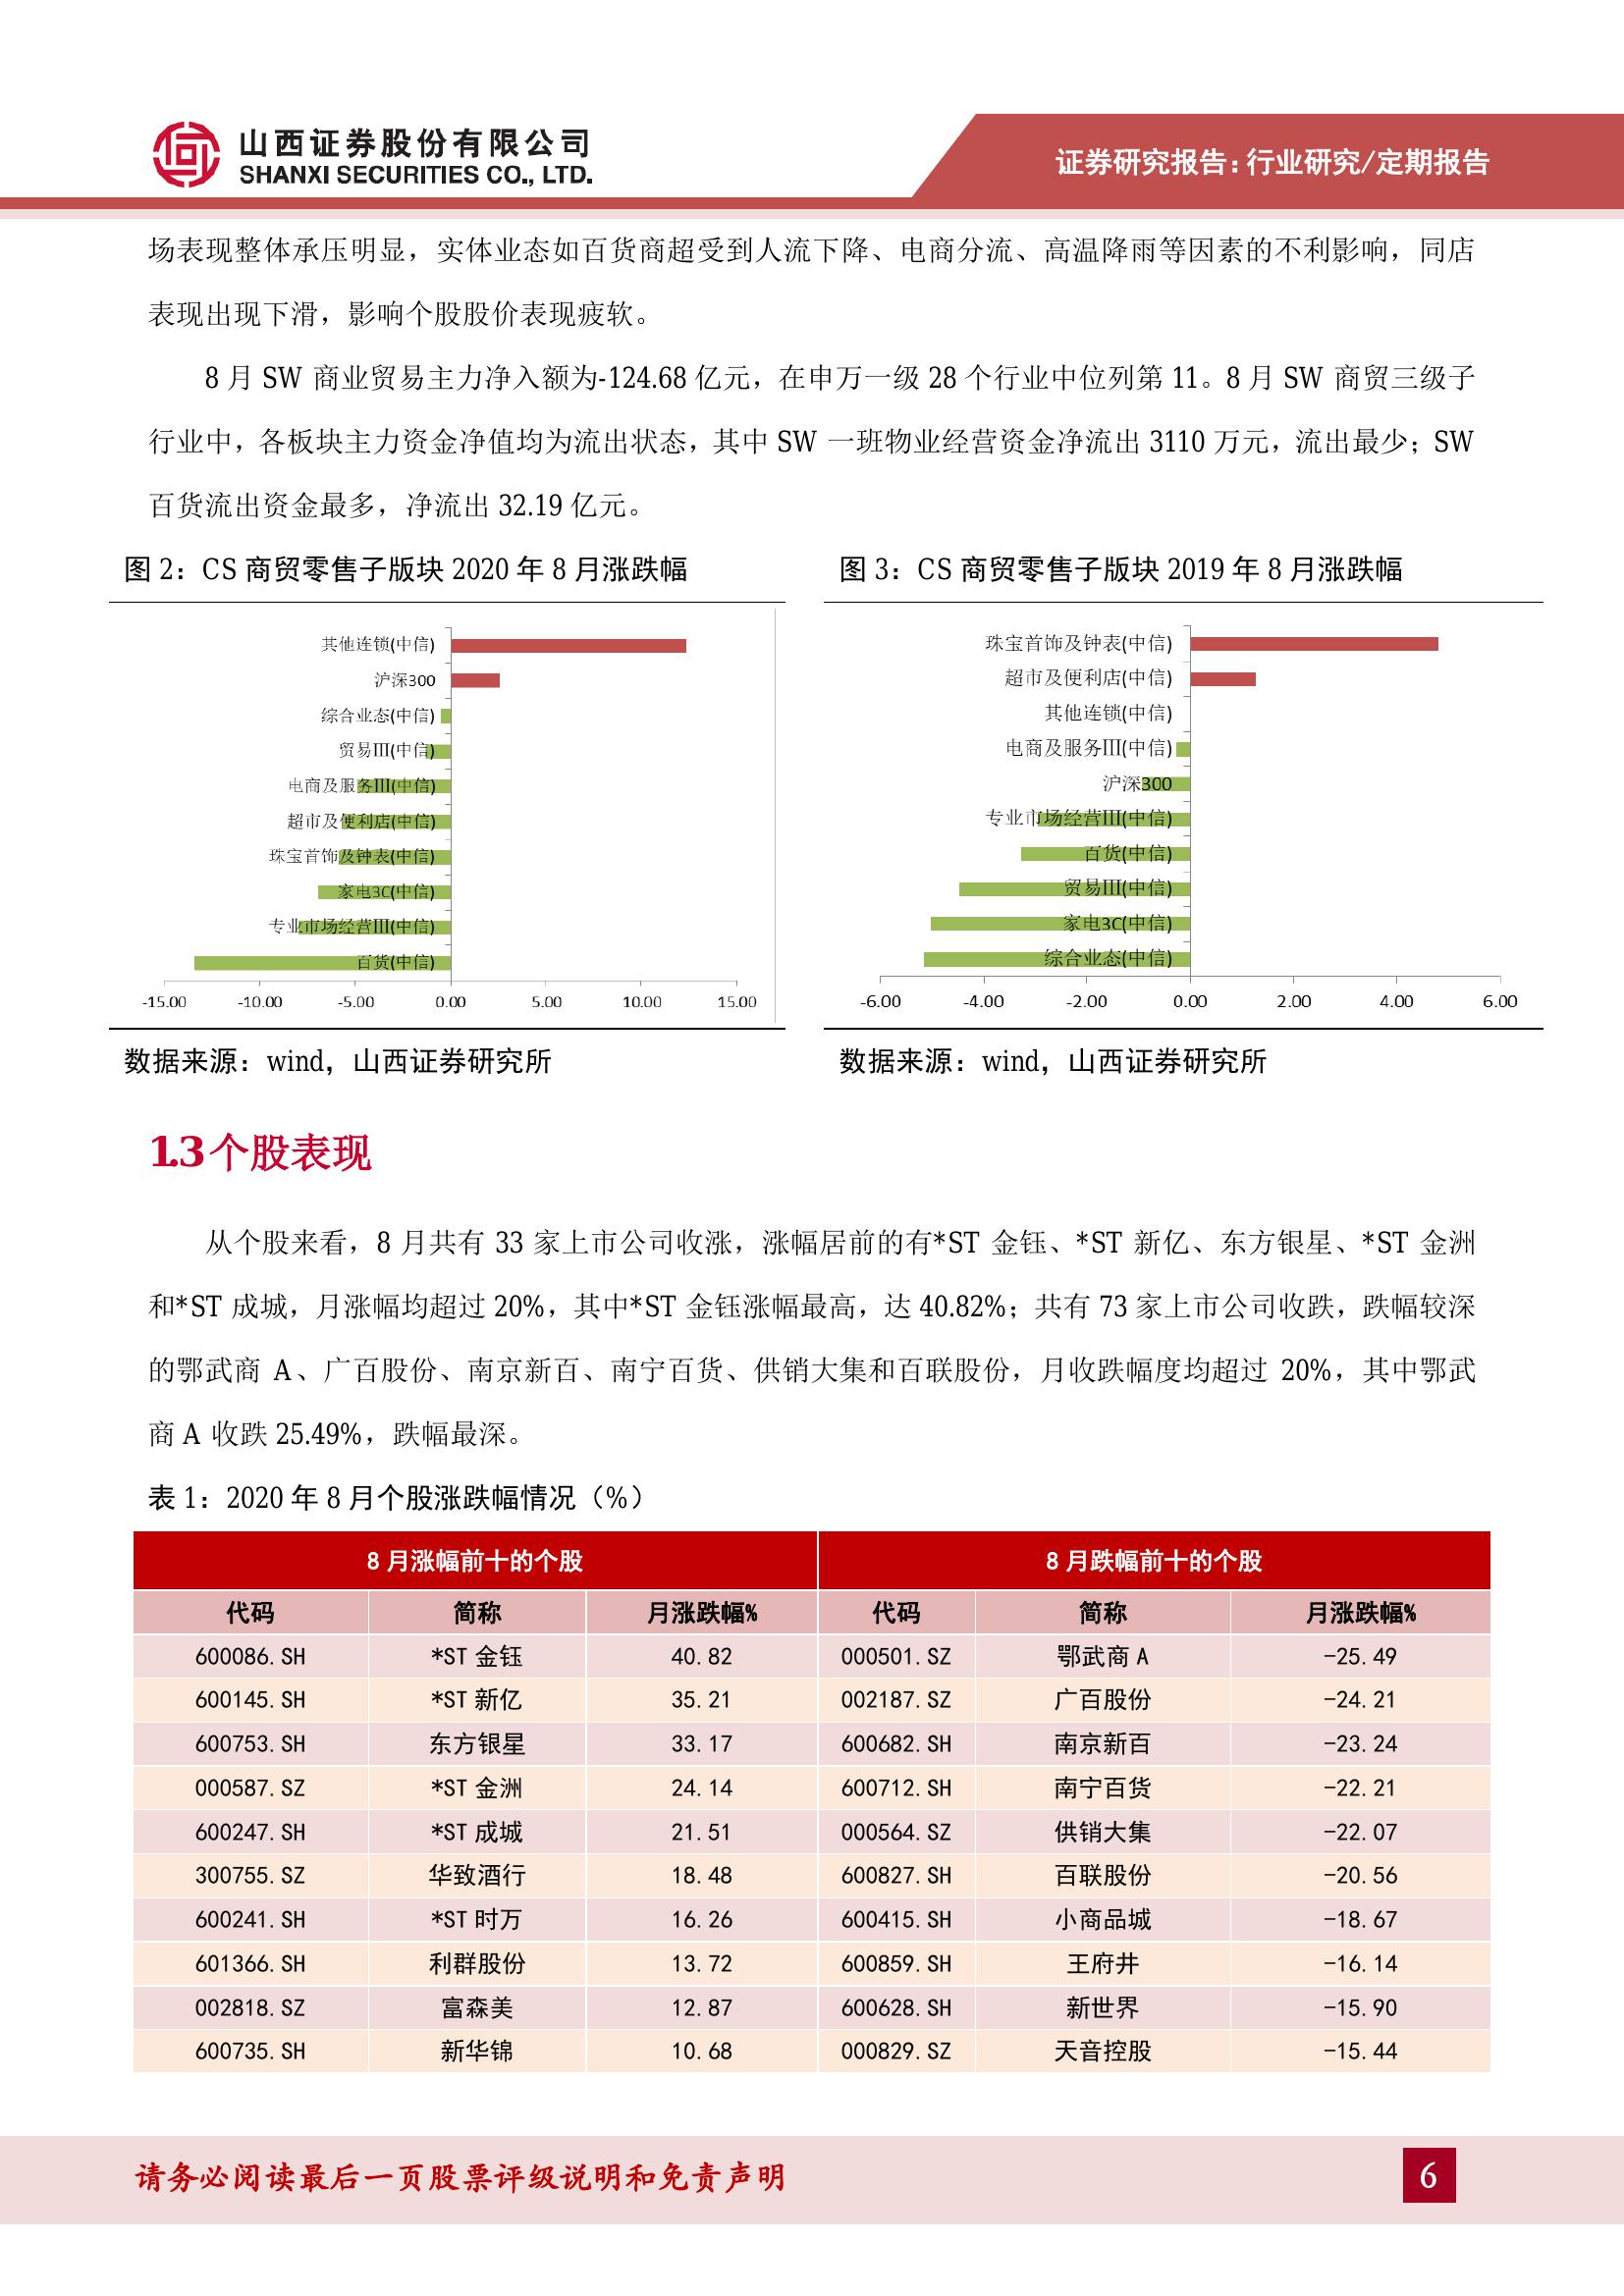 山西证券股份有限公司
SHANXI SECURITIES CO., LTD.
证券研究报告：行业研究/定期报告
场表现整体承压明显，实体业态如百货商超受到人流下降、电商分流、高温降雨等因素的不利影响，同店
表现出现下滑，影响个股股价表现疲软。
8 月 SW 商业贸易主力净入额为-124.68 亿元，在申万一级 28 个行业中位列第 11。8 月 SW 商贸三级子
行业中，各板块主力资金净值均为流出状态，其中 SW 一班物业经营资金净流出 3110 万元，流出最少；SW
百货流出资金最多，净流出 32.19 亿元。
图 2：CS 商贸零售子版块 2020 年 8 月涨跌幅
其他连锁(中信)
沪深300
综合业态(中信)
贸易III(中信)
电商及服务III(中信)
超市及便利店(中信)
珠宝首饰及钟表(中信)
家电3C(中信)
专业市场经营III(中信)
百货(中信)
-15.00 -10.00 -5.00 0.00 5.00 10.00 15.00
数据来源：wind，山西证券研究所
图 3：CS 商贸零售子版块 2019 年 8 月涨跌幅
珠宝首饰及钟表(中信)
超市及便利店(中信)
其他连锁(中信)
电商及服务III(中信)
沪深300
专业市场经营III(中信)
百货(中信)
贸易III(中信)
家电3C(中信)
综合业态(中信)
-6.00 -4.00 -2.00 0.00 2.00 4.00 6.00
数据来源：wind，山西证券研究所
1.3 个股表现
从个股来看，8 月共有 33 家上市公司收涨，涨幅居前的有*ST 金钰、*ST 新亿、东方银星、*ST 金洲
和*ST 成城，月涨幅均超过 20%，其中*ST 金钰涨幅最高，达 40.82%；共有 73 家上市公司收跌，跌幅较深
的鄂武商 A、广百股份、南京新百、南宁百货、供销大集和百联股份，月收跌幅度均超过 20%，其中鄂武
商 A 收跌 25.49%，跌幅最深。
表 1：2020 年 8 月个股涨跌幅情况（%）
8 月涨幅前十的个股 8 月跌幅前十的个股
代码 简称 月涨跌幅% 代码 简称 月涨跌幅%
600086.SH *ST 金钰 40.82 000501.SZ 鄂武商 A -25.49
600145.SH *ST 新亿 35.21 002187.SZ 广百股份 -24.21
600753.SH 东方银星 33.17 600682.SH 南京新百 -23.24
000587.SZ *ST 金洲 24.14 600712.SH 南宁百货 -22.21
600247.SH *ST 成城 21.51 000564.SZ 供销大集 -22.07
300755.SZ 华致酒行 18.48 600827.SH 百联股份 -20.56
600241.SH *ST 时万 16.26 600415.SH 小商品城 -18.67
601366.SH 利群股份 13.72 600859.SH 王府井 -16.14
002818.SZ 富森美 12.87 600628.SH 新世界 -15.90
600735.SH 新华锦 10.68 000829.SZ 天音控股 -15.44
请务必阅读最后一页股票评级说明和免责声明
6